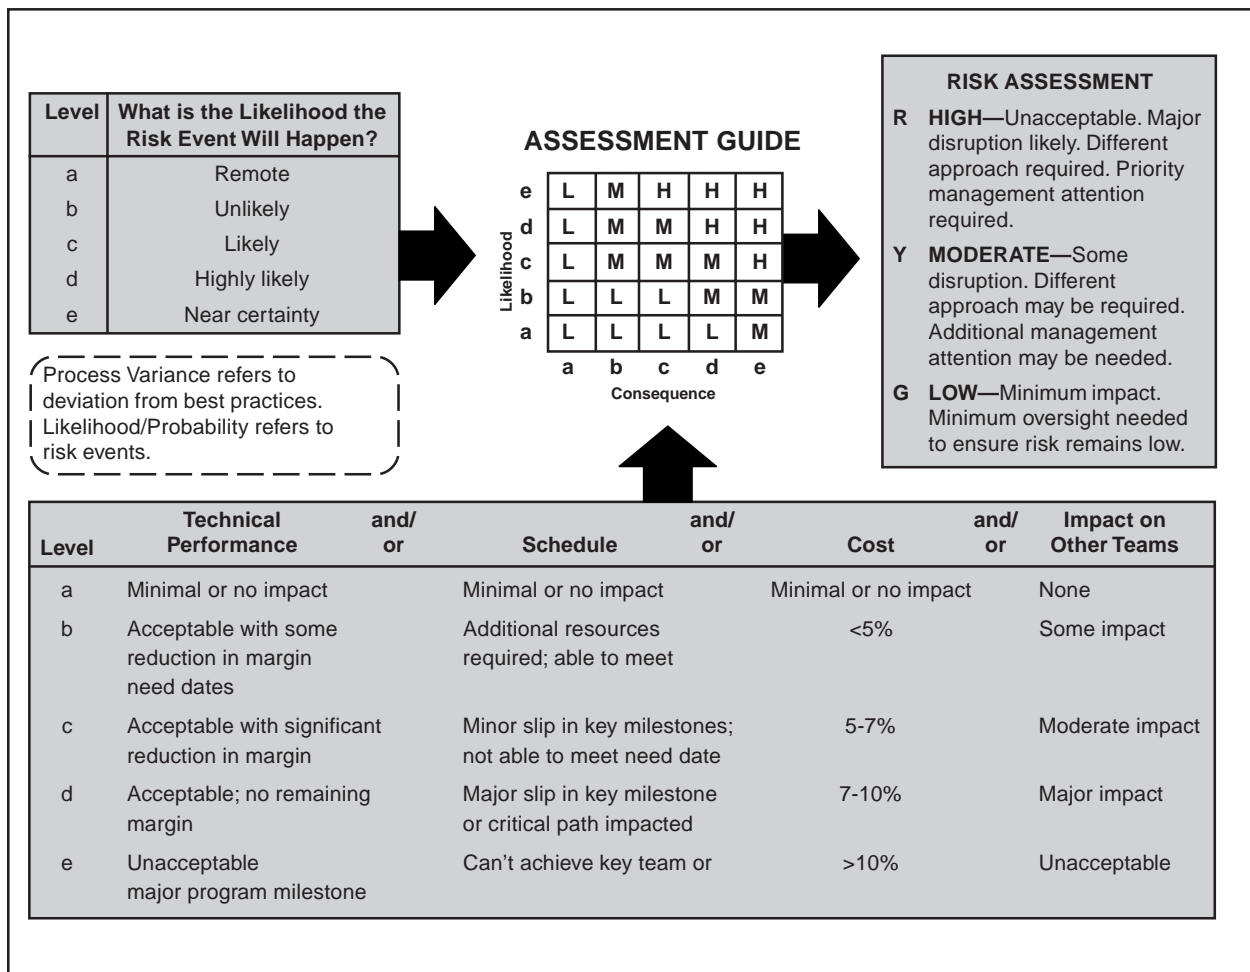 Level What is the Likelihood the
Risk Event Will Happen?
a Remote
b Unlikely
c Likely
d Highly likely
e Near certainty
Process Variance refers to
deviation from best practices.
Likelihood/Probability refers to
risk events.
ASSESSMENT GUIDE
Likelihood
e L M H H H
d L M M H H
c L M M M H
b L L L M M
a L L L L M
a b c d e
Consequence
RISK ASSESSMENT
R HIGH—Unacceptable. Major
disruption likely. Different
approach required. Priority
management attention
required.
Y MODERATE—Some
disruption. Different
approach may be required.
Additional management
attention may be needed.
G LOW—Minimum impact.
Minimum oversight needed
to ensure risk remains low.
Technical and/ and/ and/ Impact on
Level Performance or Schedule or Cost or Other Teams
a Minimal or no impact Minimal or no impact Minimal or no impact None
b Acceptable with some Additional resources <5% Some impact
reduction in margin required; able to meet
need dates
c Acceptable with significant Minor slip in key milestones; 5-7% Moderate impact
reduction in margin not able to meet need date
d Acceptable; no remaining Major slip in key milestone 7-10% Major impact
margin or critical path impacted
e Unacceptable Can't achieve key team or >10% Unacceptable
major program milestone